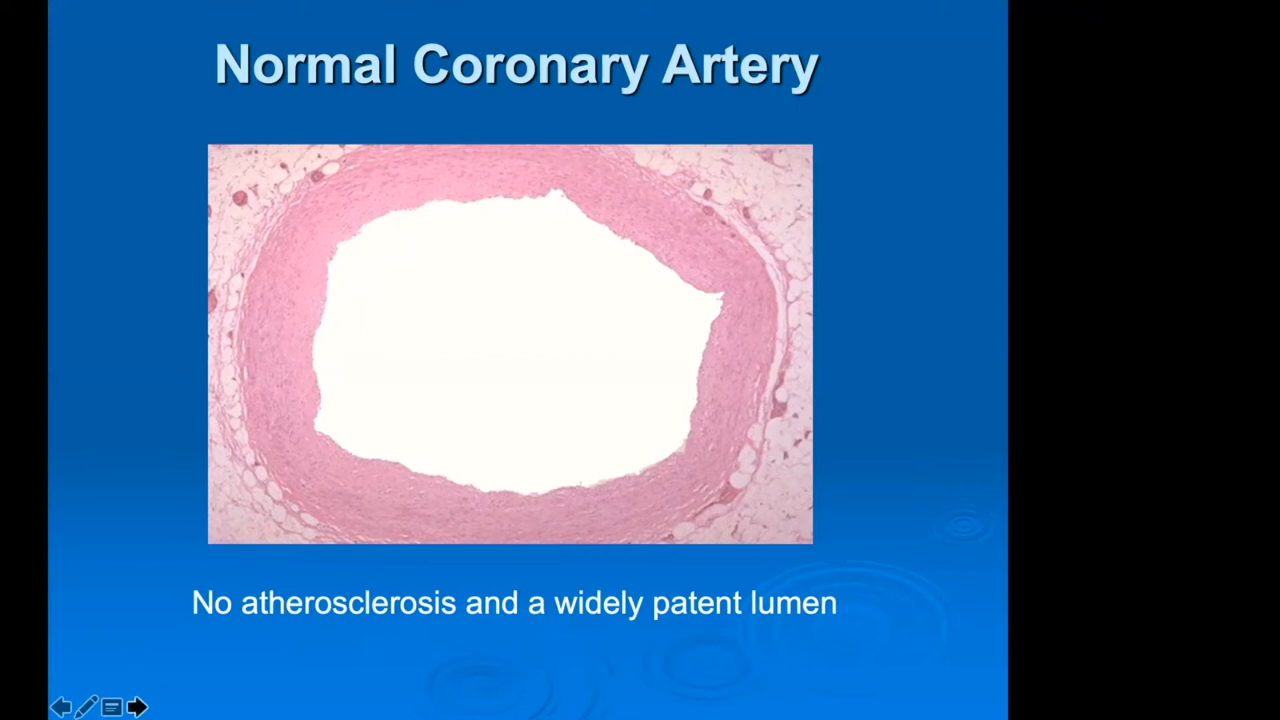 Normal Coronary Artery
No atherosclerosis and a widely patent lumen